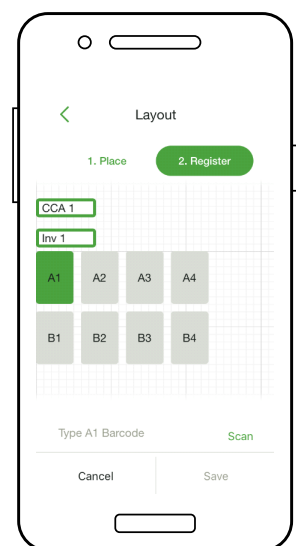 Layout
1. Place 2. Register
CCA 1
Inv 1
A1 A2 A3 A4
B1 B2 B3 B4
Type A1 Barcode Scan
Cancel Save